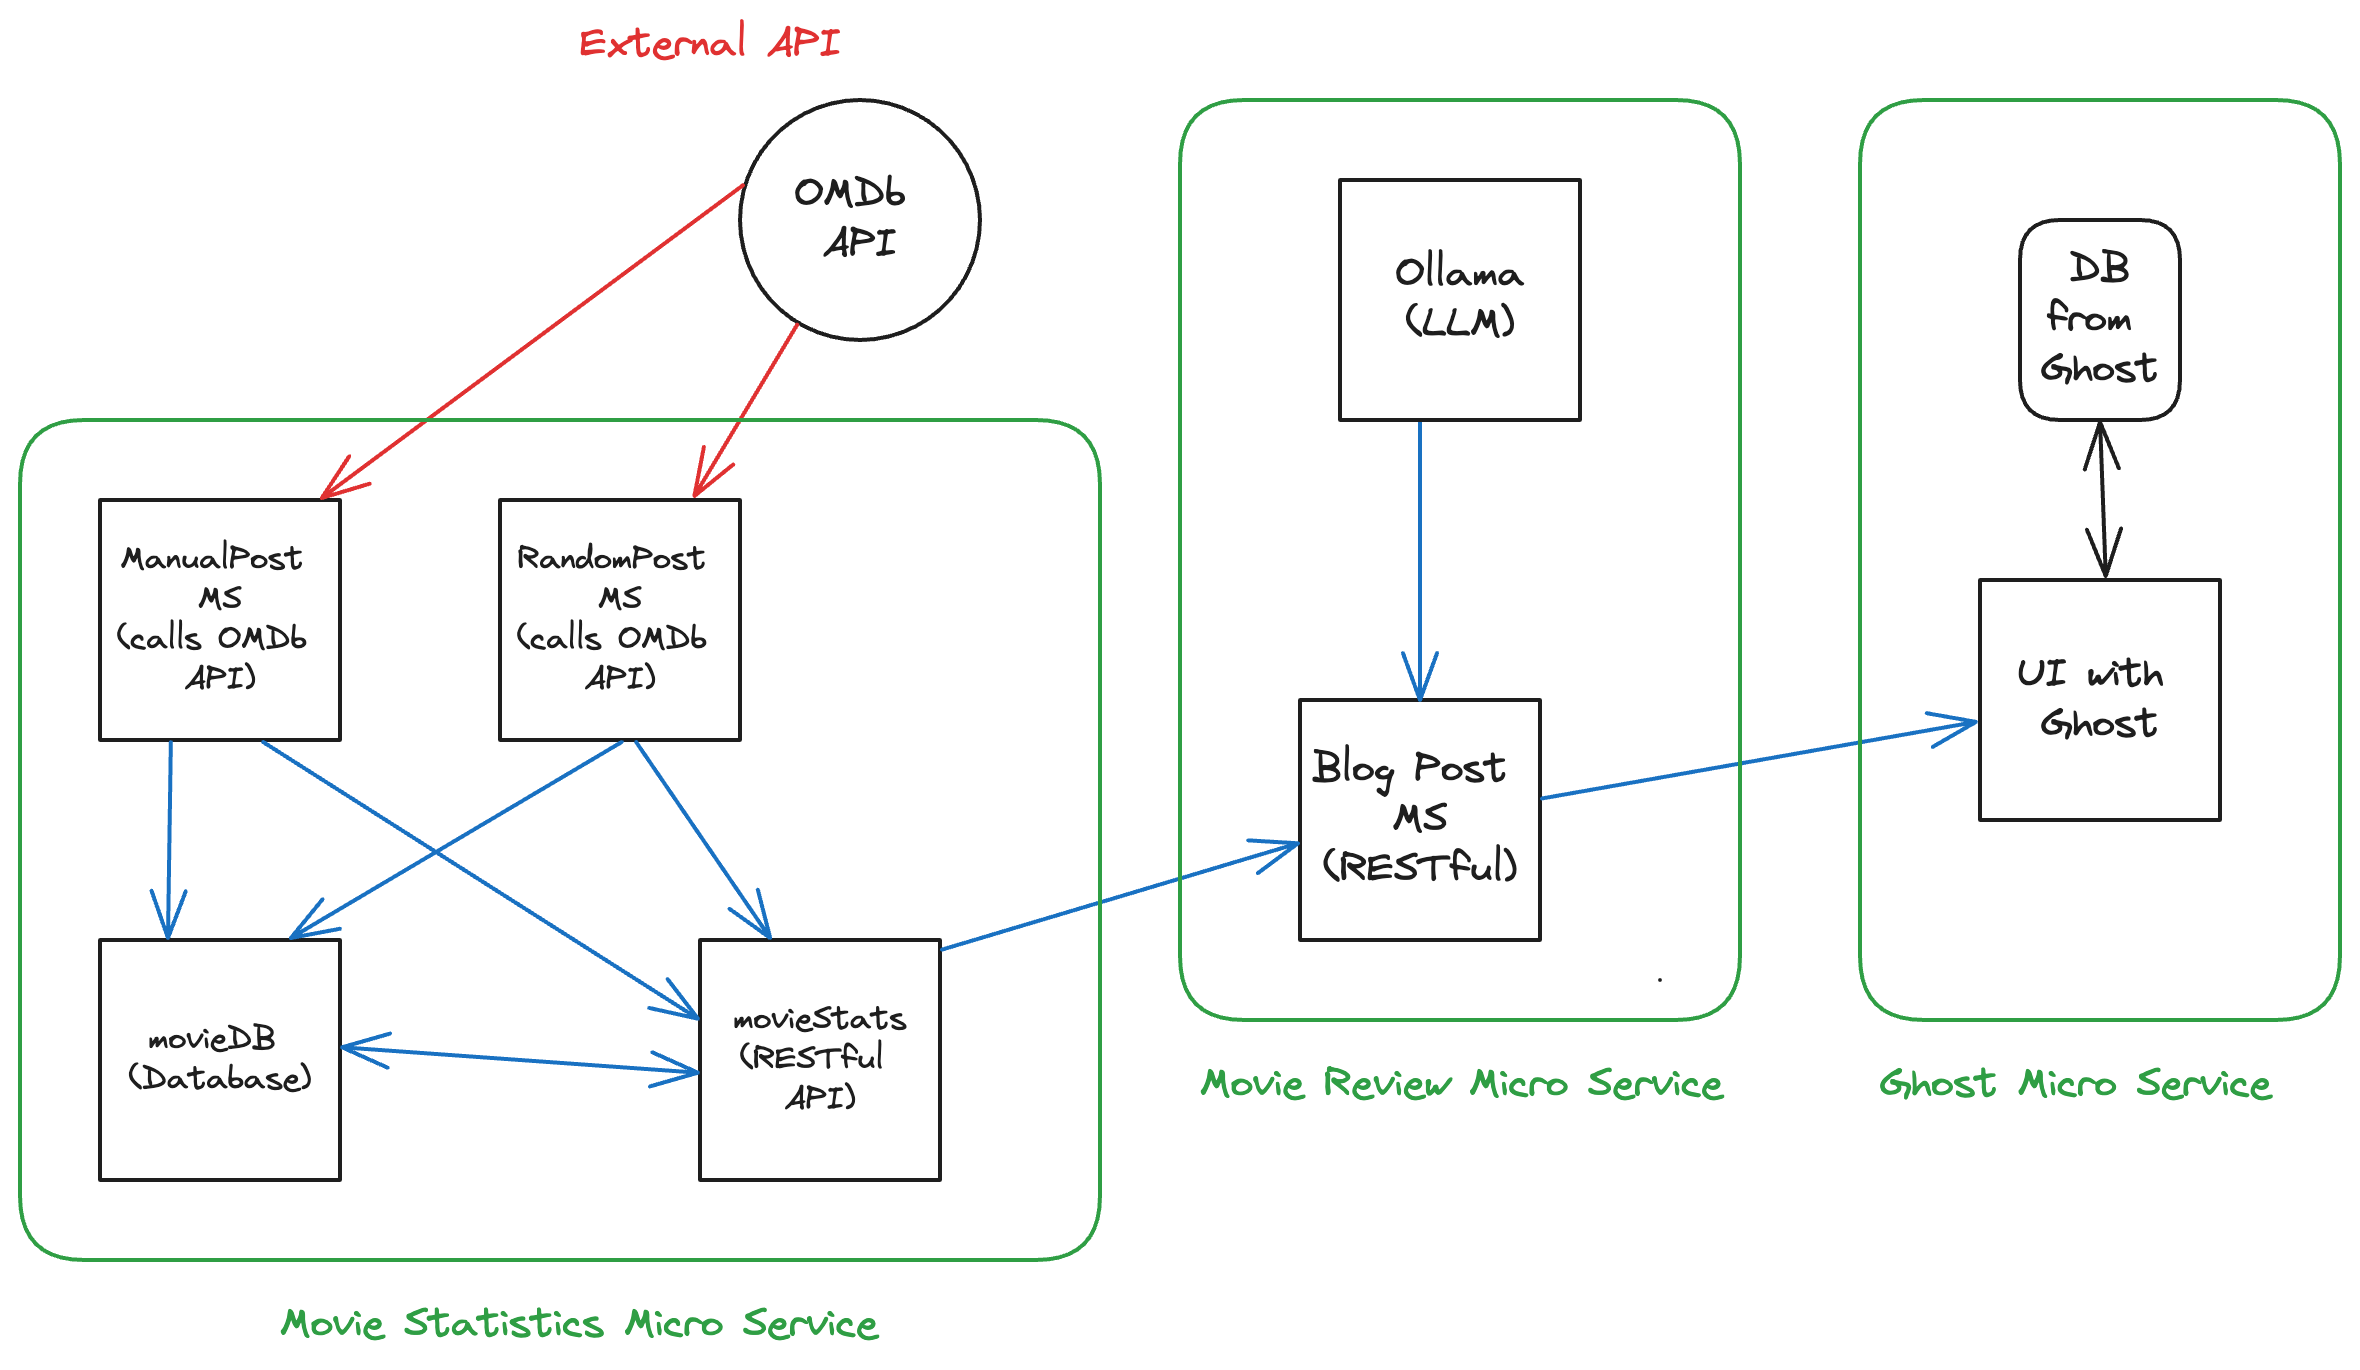 External API
OMDb
API
ManualPost
MS
(calls OMDb
API)
RandomPost
MS
(calls OMDb
API)
movieDB
(Database)
movieStats
(RESTful
API)
Movie Statistics Micro Service
Ollama
(LLM)
Blog Post
MS
(RESTful)
Movie Review Micro Service
DB
from
Ghost
UI with
Ghost
Ghost Micro Service